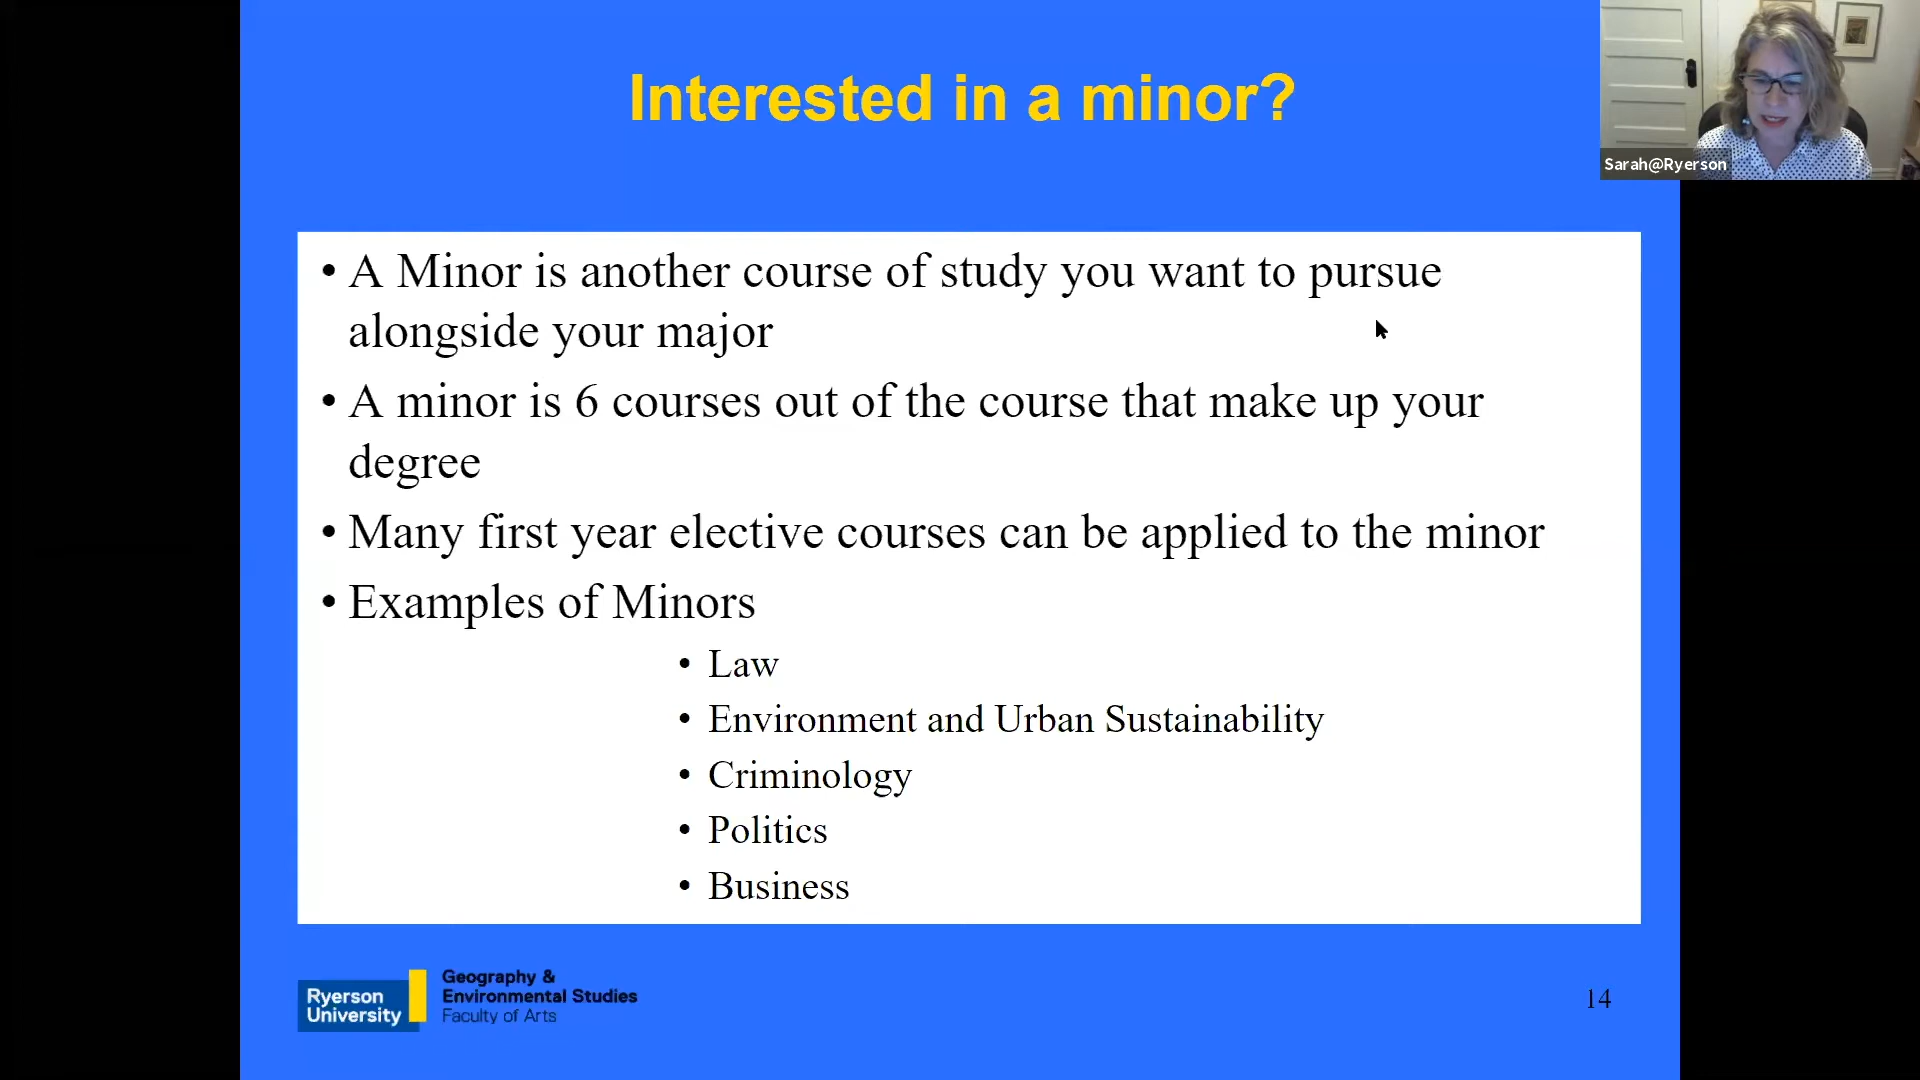 Interested in a minor?
Sarah@Ryerson
• A Minor is another course of study you want to pursue
alongside your major
• A minor is 6 courses out of the course that make up your
degree
• Many first year elective courses can be applied to the minor
• Examples of Minors
• Law
• Environment and Urban Sustainability
• Criminology
• Politics
• Business
Ryerson
University
Geography &
Environmental Studies
Faculty of Arts
14